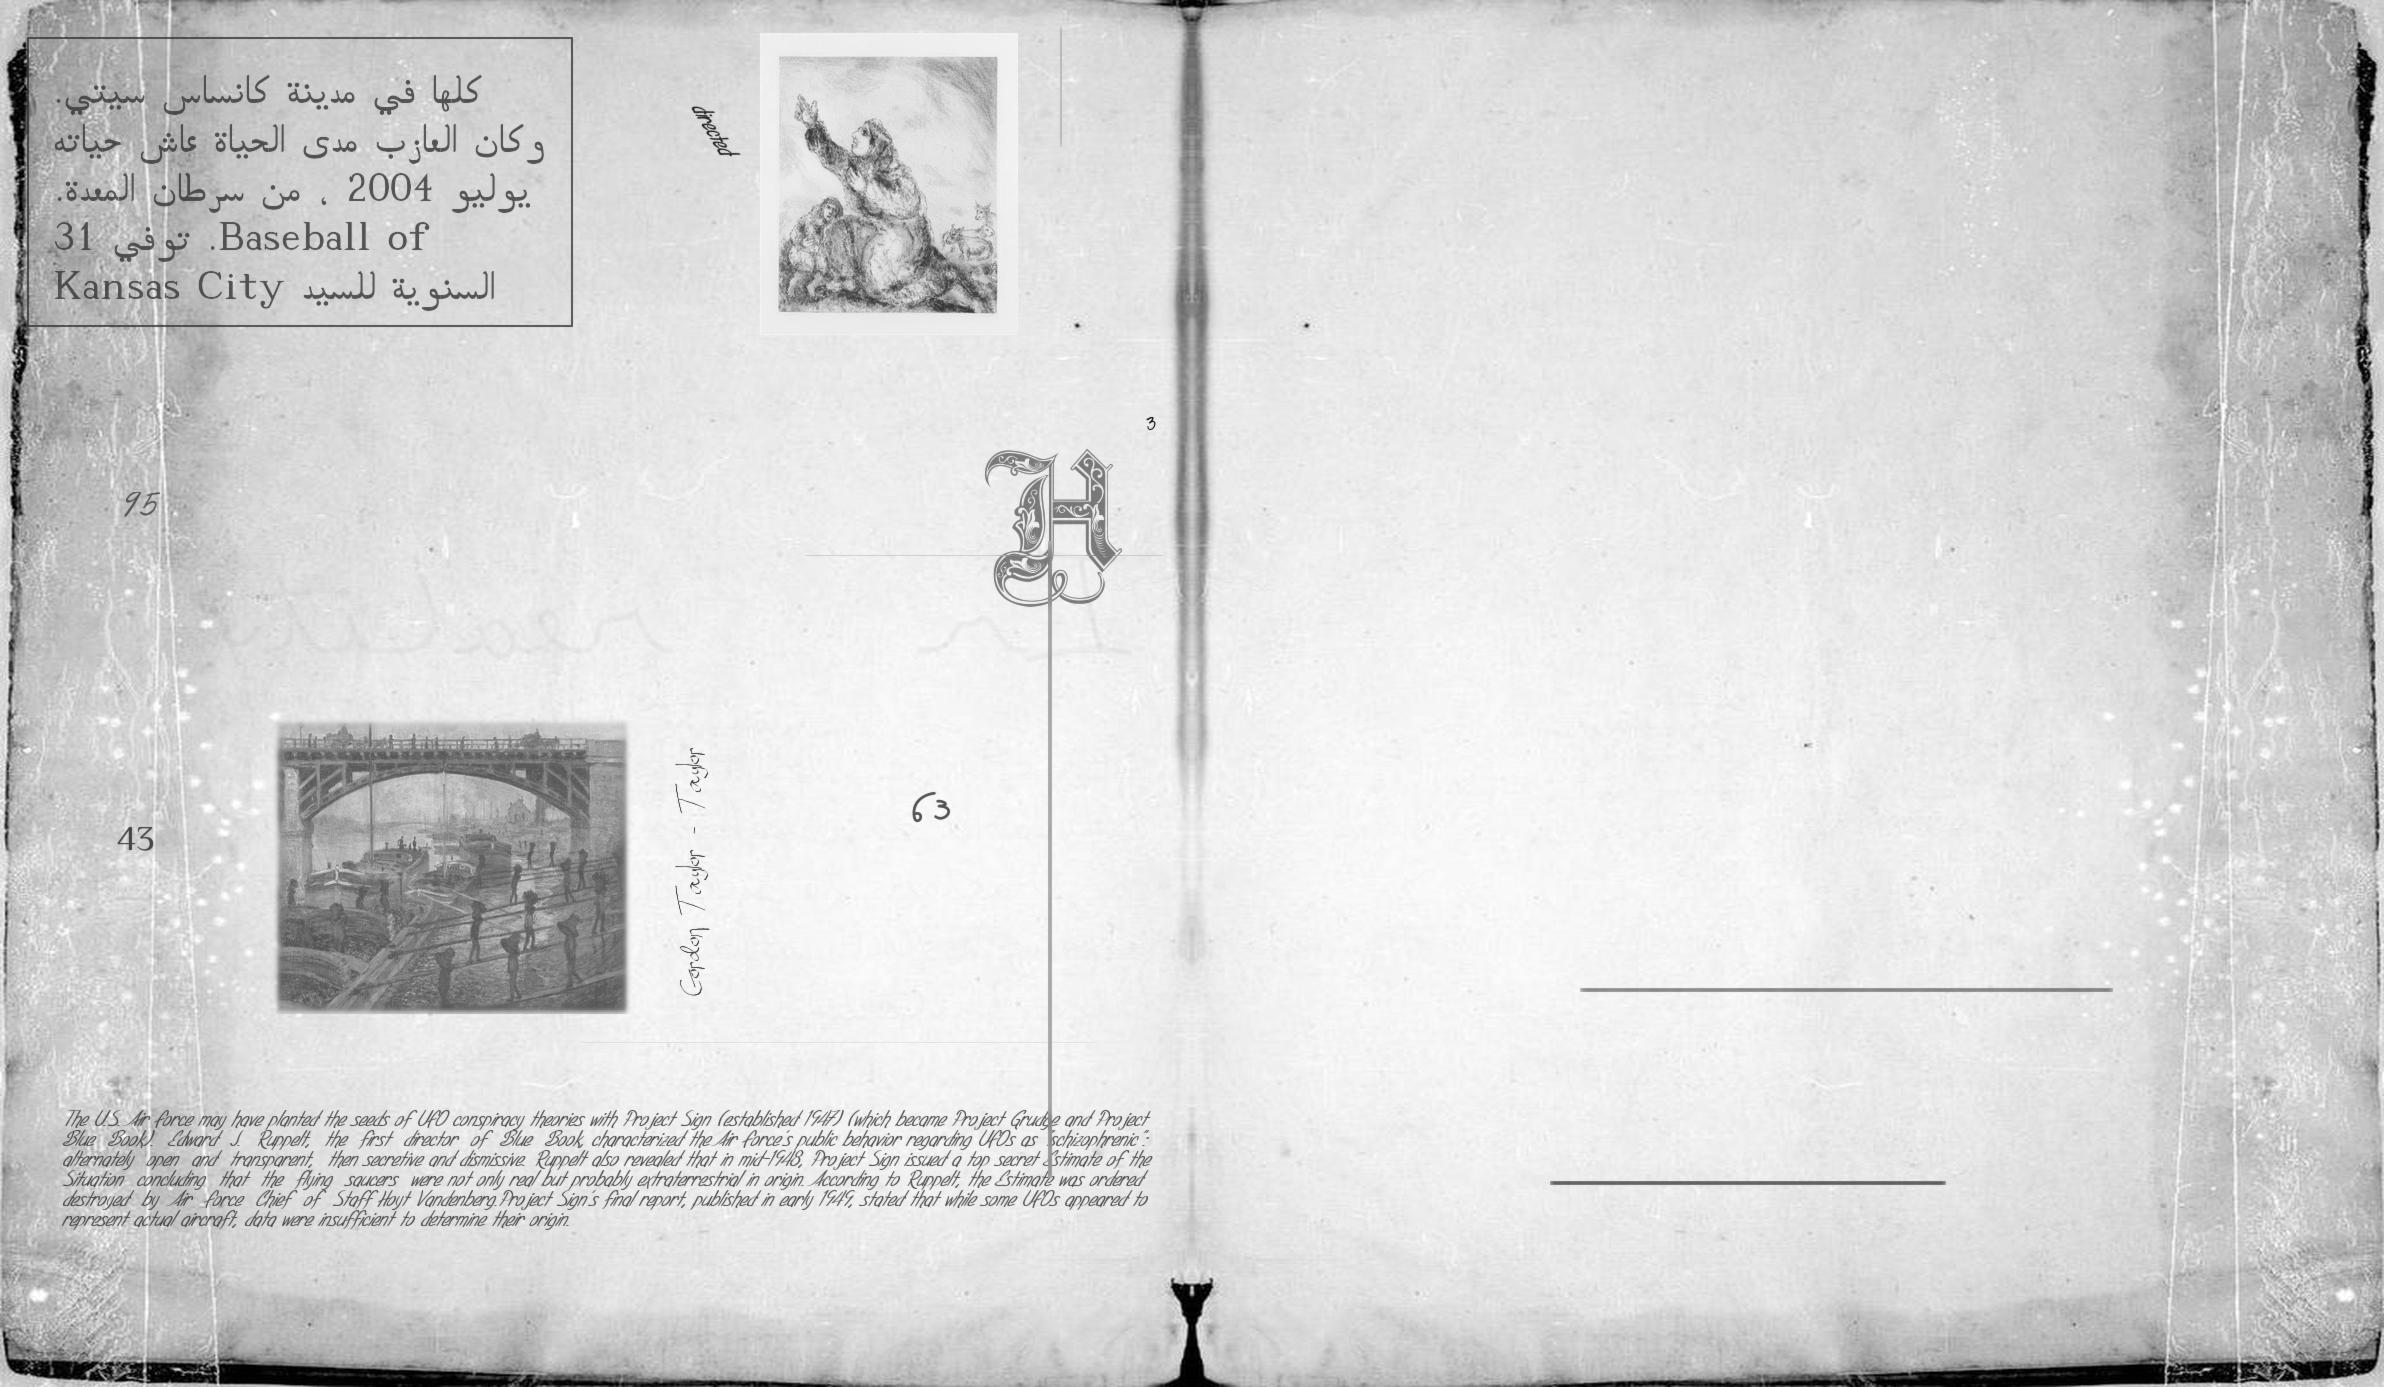 كلها في مدينة كانساس سيتي.
وكان العازب مدى الحياة عاش حياته
يوليو 2004 ، من سرطان المعدة.
Baseball of. توفي 31
السنوية للسيد Kansas City
directed
3
H
95
63
43
Gordon Taylor - Taylor
The U.S. Air Force may have planted the seeds of UFO conspiracy theories with Project Sign (established 1947) (which became Project Grudge and Project
Blue Book). Edward J. Ruppelt, the first director of Blue Book, characterized the Air Force's public behavior regarding UFOs as "schizophrenic":
alternately open and transparent, then secretive and dismissive. Ruppelt also revealed that in mid-1948, Project Sign issued a top secret Estimate of the
Situation concluding that the flying saucers were not only real but probably extraterrestrial in origin. According to Ruppelt, the Estimate was ordered
destroyed by Air Force Chief of Staff Hoyt Vandenberg.Project Sign's final report, published in early 1949, stated that while some UFOs appeared to
represent actual aircraft, data were insufficient to determine their origin.